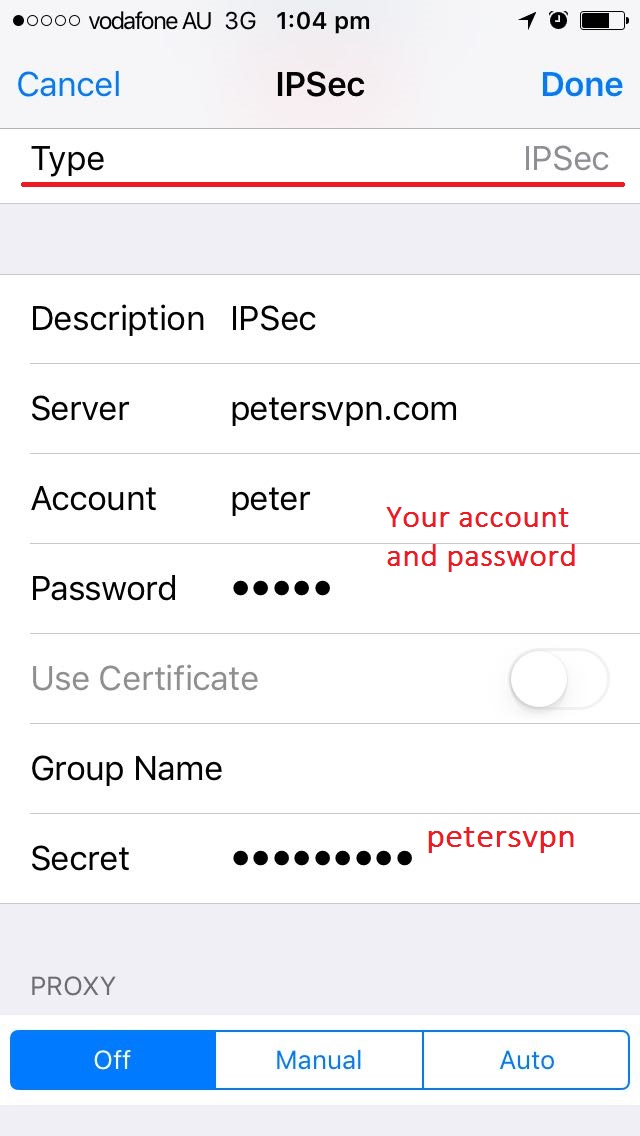 vodafone AU 3G 1:04 pm
Cancel IPSec Done
Type IPSec
Description IPSec
Server petersvpn.com
Account peter
Your account
and password
Password •••••
Use Certificate
Group Name
petersvpn
Secret •••••••••
PROXY
Off Manual Auto